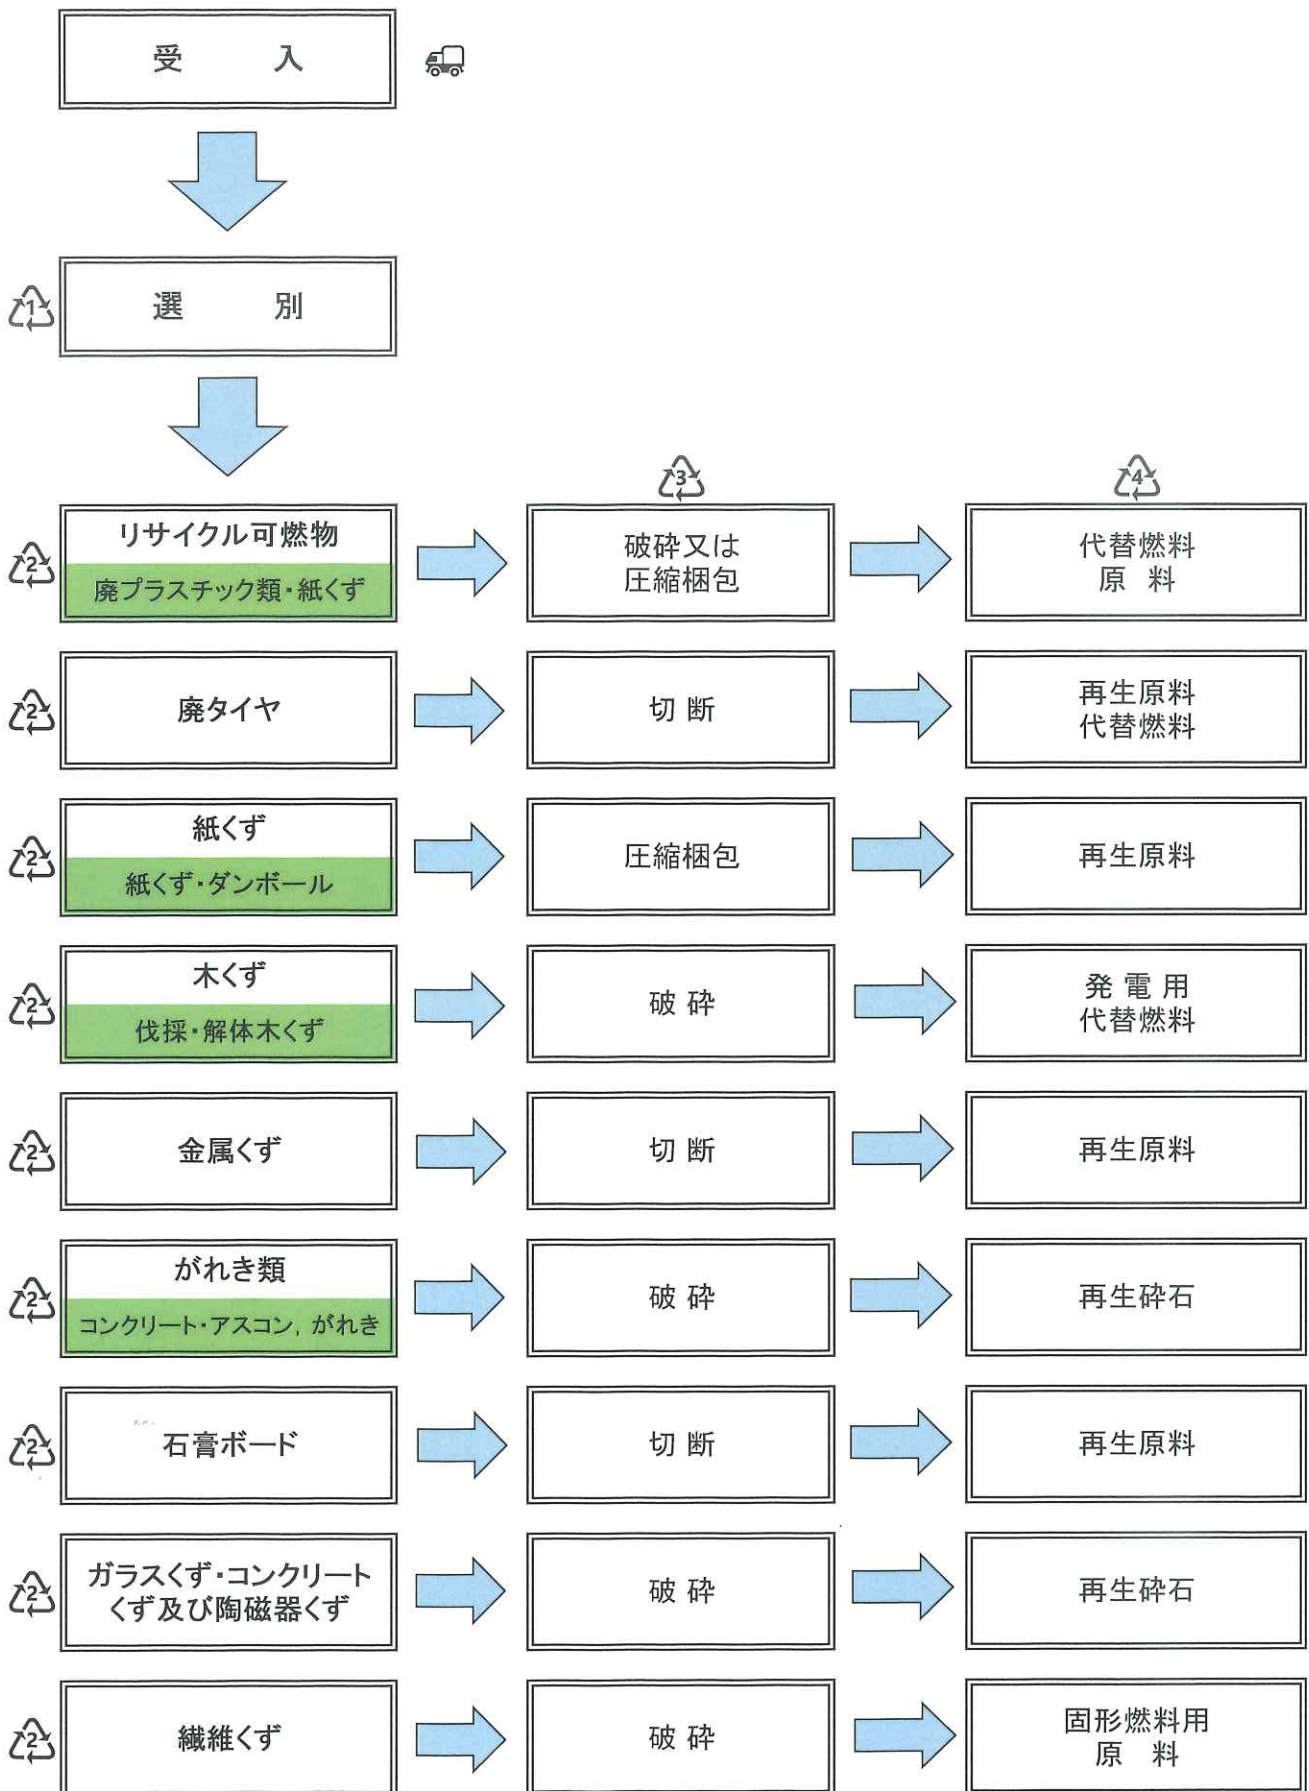 受　入
1
選　別
3
4
2
リサイクル可燃物
廃プラスチック類・紙くず
破砕又は
圧縮梱包
代替燃料
原 料
2
廃タイヤ
切 断
再生原料
代替燃料
2
紙くず
紙くず・ダンボール
圧縮梱包
再生原料
2
木くず
伐採・解体木くず
破 砕
発 電 用
代替燃料
2
金属くず
切 断
再生原料
2
がれき類
コンクリート・アスコン, がれき
破 砕
再生砕石
2
石膏ボード
切 断
再生原料
2
ガラスくず・コンクリート
くず及び陶磁器くず
破 砕
再生砕石
2
繊維くず
破 砕
固形燃料用
原 料